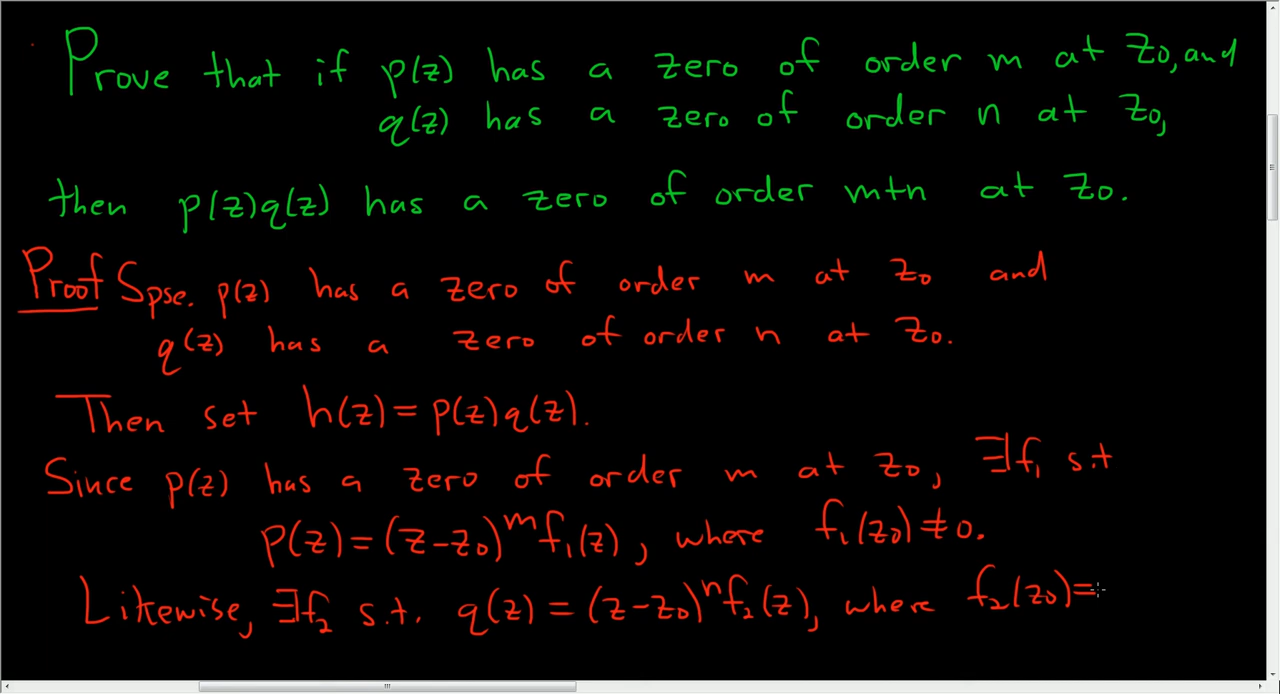 Prove that if p(z) has a zero of order m at z₀, and
q(z) has a zero of order n at z₀,
then p(z)q(z) has a zero of order m+n at z₀.
Proof Spse. p(z) has a zero of order m at z₀ and
q(z) has a zero of order n at z₀.
Then set h(z) = p(z)q(z).
Since p(z) has a zero of order m at z₀, ∃f₁ s.t
p(z) = (z-z₀)ᵐf₁(z), where f₁(z₀) ≠ 0.
Likewise, ∃f₂ s.t. q(z) = (z-z₀)ⁿf₂(z), where f₂(z₀)=